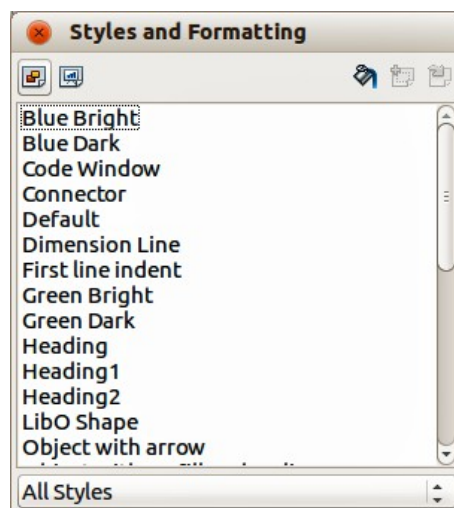 Styles and Formatting
Blue Bright
Blue Dark
Code Window
Connector
Default
Dimension Line
First line indent
Green Bright
Green Dark
Heading
Heading1
Heading2
LibO Shape
Object with arrow
All Styles